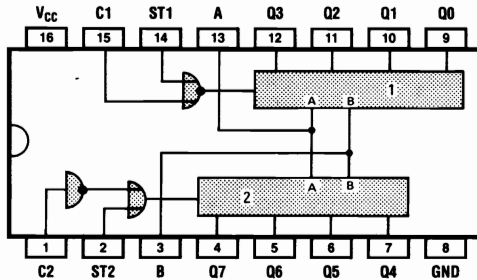 VCC C1 ST1 A Q3 Q2 Q1 Q0
16 15 14 13 12 11 10 9
1
A B
A B
2
1 2 3 4 5 6 7 8
C2 ST2 B Q7 Q6 Q5 Q4 GND